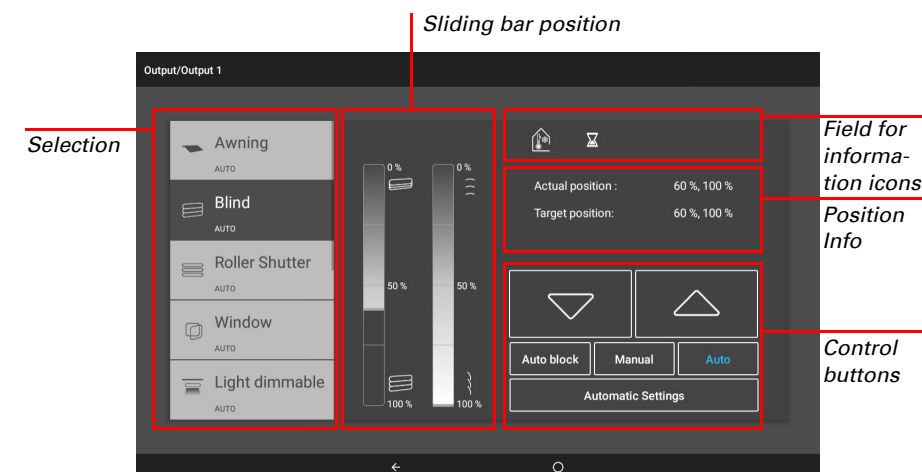 Sliding bar position
Output/Output 1
Selection
Awning
AUTO
Blind
AUTO
Roller Shutter
AUTO
Window
AUTO
Light dimmable
AUTO
0 %
50 %
100 %
0 %
50 %
100 %
Actual position : 60 %, 100 %
Target position: 60 %, 100 %
Auto block Manual Auto
Automatic Settings
Field for
informa-
tion icons
Position
Info
Control
buttons